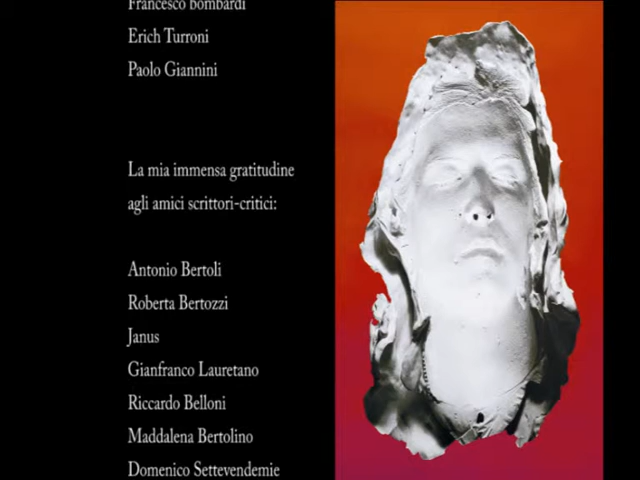 Francesco bombardi
Erich Turroni
Paolo Giannini
La mia immensa gratitudine
agli amici scrittori-critici:
Antonio Bertoli
Roberta Bertozzi
Janus
Gianfranco Lauretano
Riccardo Belloni
Maddalena Bertolino
Domenico Settevendemie